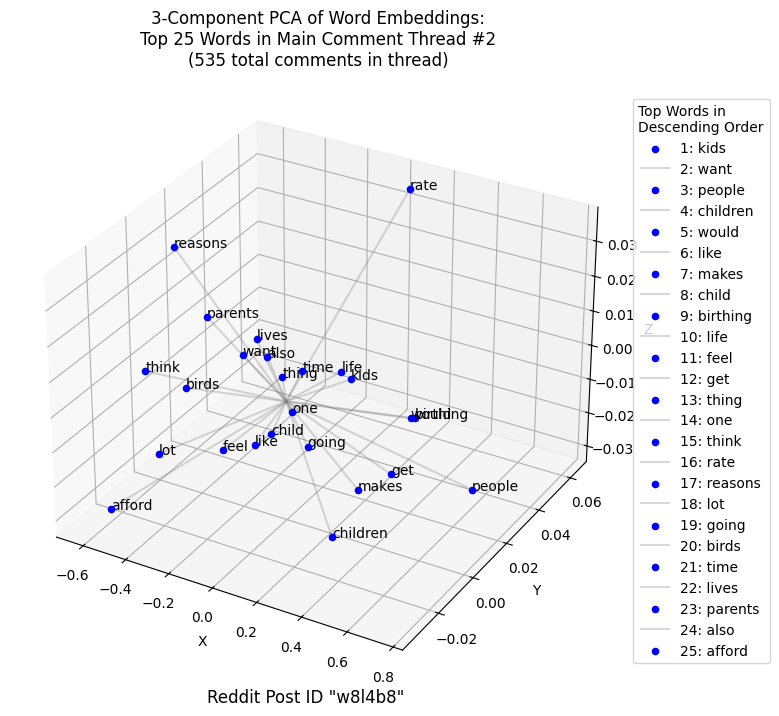 3-Component PCA of Word Embeddings:
Top 25 Words in Main Comment Thread #2
(535 total comments in thread)
Top Words in
Descending Order
1: kids
2: want
3: people
4: children
5: would
6: like
7: makes
8: child
9: birthing
10: life
11: feel
12: get
13: thing
14: one
15: think
16: rate
17: reasons
18: lot
19: going
20: birds
21: time
22: lives
23: parents
24: also
25: afford
rate
reasons
parents
lives
want
also
think
thing
time
life
kids
birds
one
would
birthing
child
lot
feel
like
going
get
makes
people
afford
children
0.03
0.02
0.01
0.00
−0.01
−0.02
−0.03
Z
0.06
0.04
0.02
0.00
−0.02
Y
−0.6
−0.4
−0.2
0.0
0.2
0.4
0.6
0.8
X
Reddit Post ID "w8l4b8"